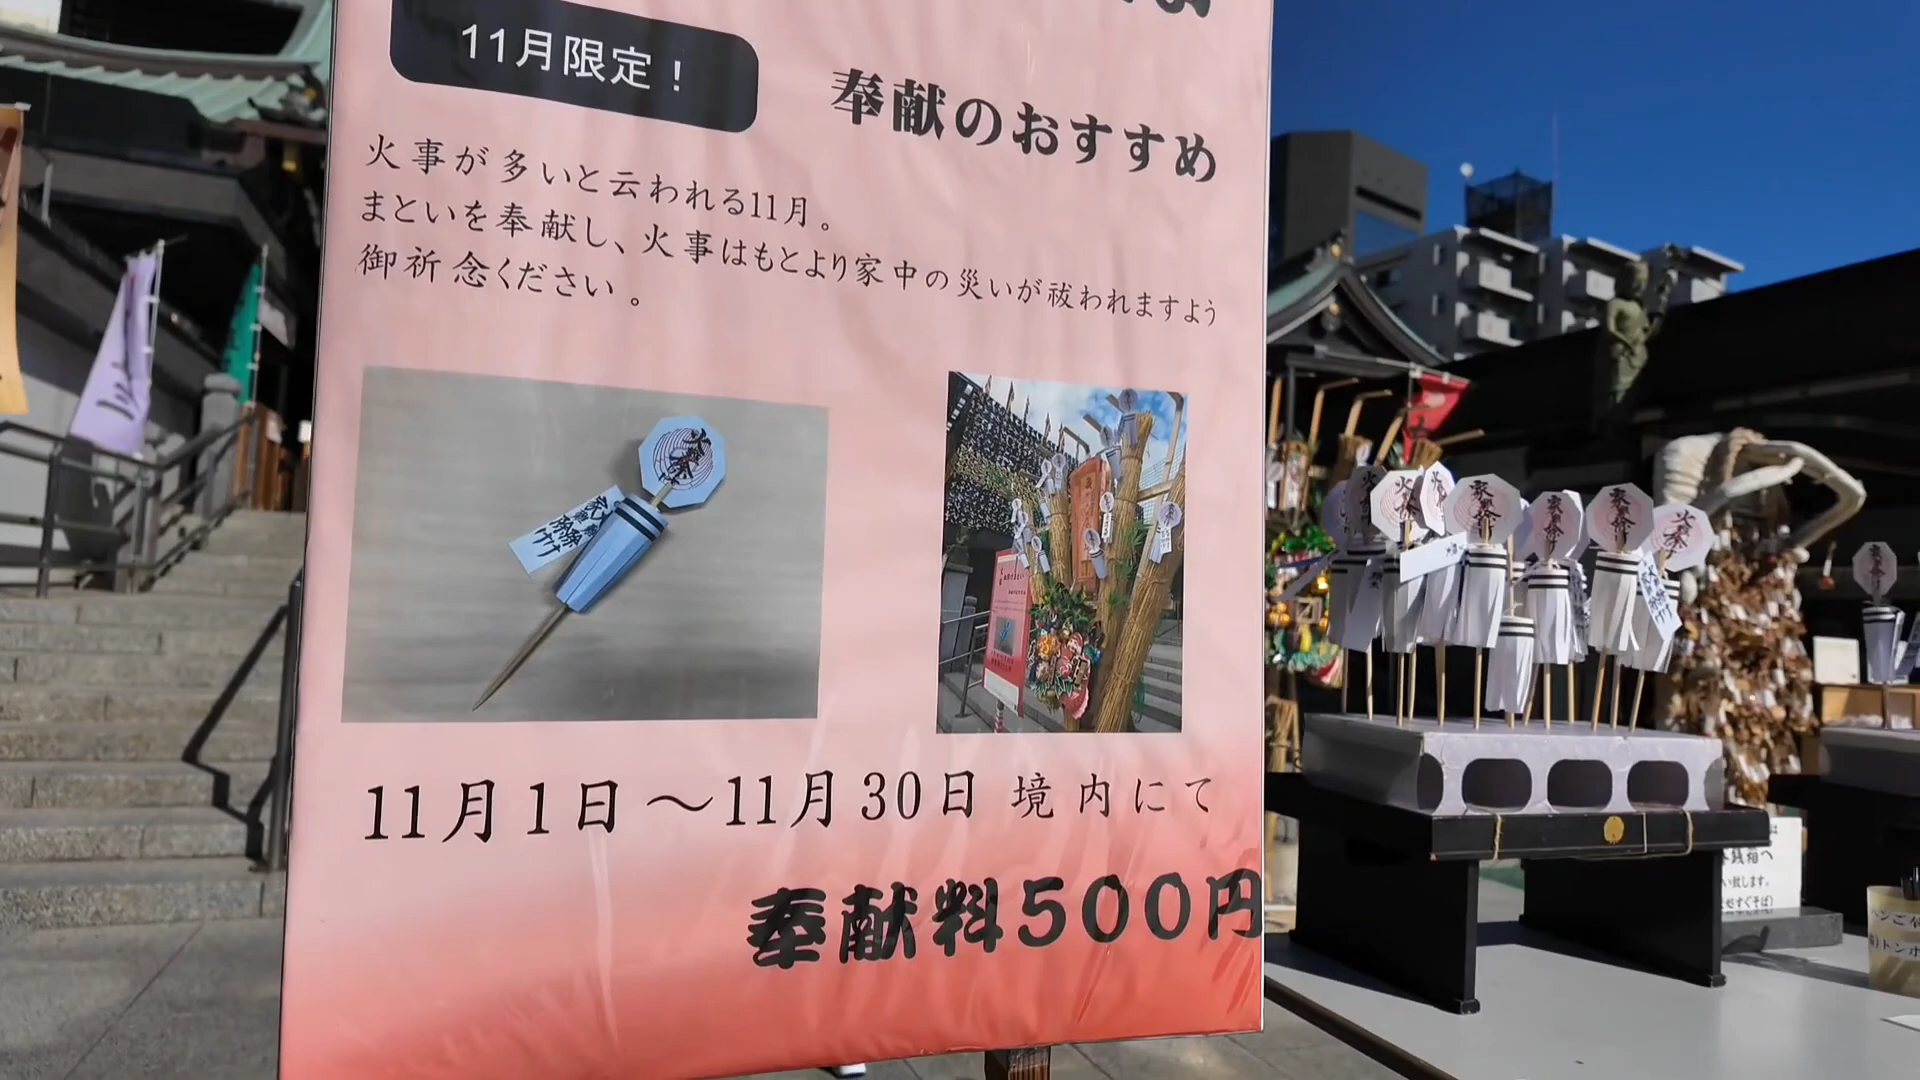 11月限定！
奉献のおすすめ
火事が多いと云われる11月。
まといを奉献し、火事はもとより家中の災いが祓われますよう
御祈念ください。
11月1日～11月30日 境内にて
奉献料500円